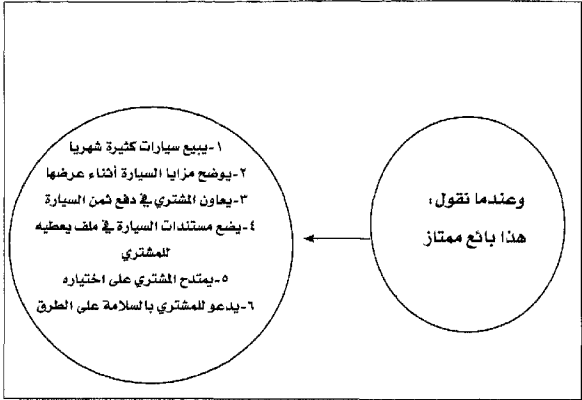 وعندما نقول:
هذا بائع ممتاز
١-يبيع سيارات كثيرة شهريا
٢-يوضح مزايا السيارة أثناء عرضها
٣-يعاون المشتري في دفع ثمن السيارة
٤-يضع مستندات السيارة في ملف يعطيه
للمشتري
٥-يمتدح المشتري على اختياره
٦-يدعو للمشتري بالسلامة على الطرق